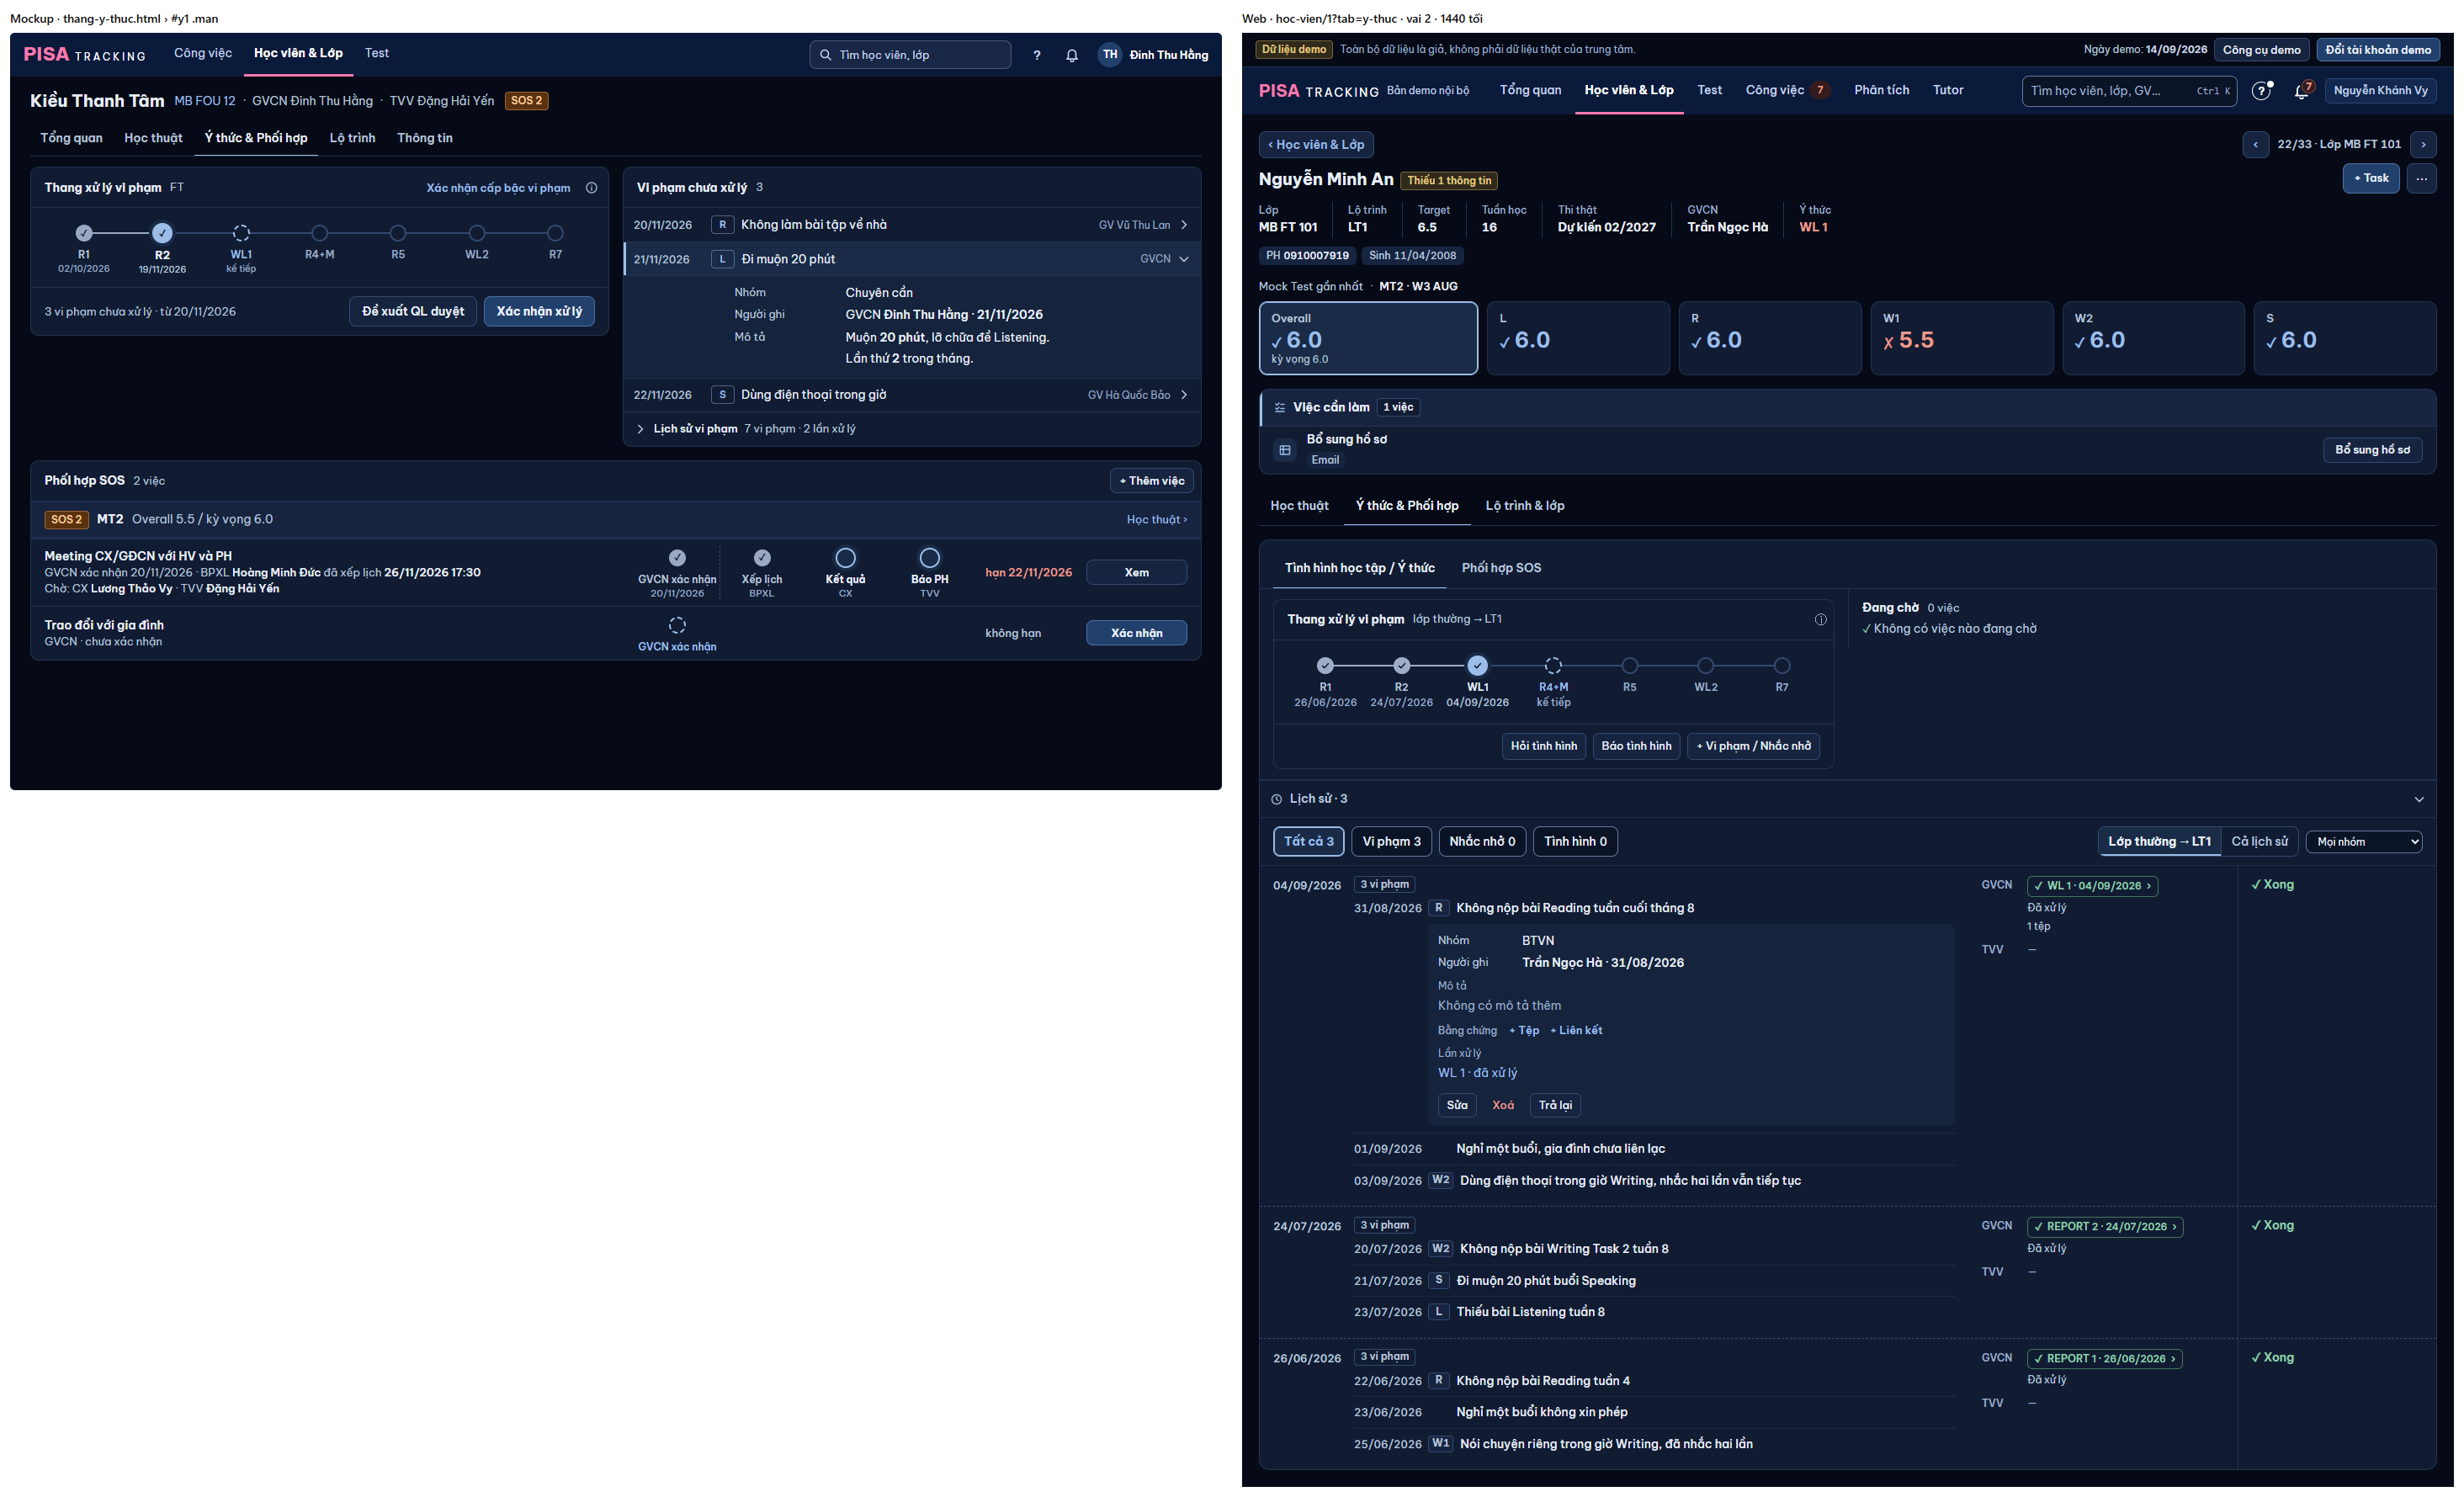 Mockup · thang-y-thuc.html › #y1 .man
PISA TRACKING Công việc Học viên & Lớp Test Tìm học viên, lớp ? TH Đinh Thu Hằng
Kiều Thanh Tâm MB FOU 12 · GVCN Đinh Thu Hằng · TVV Đặng Hải Yến SOS 2
Tổng quan Học thuật Ý thức & Phối hợp Lộ trình Thông tin
Thang xử lý vi phạm FT Xác nhận cấp bậc vi phạm
R1 R2 WL1 R4+M R5 WL2 R7
02/10/2026 19/11/2026 kế tiếp
3 vi phạm chưa xử lý · từ 20/11/2026 Đề xuất QL duyệt Xác nhận xử lý
Vi phạm chưa xử lý 3
20/11/2026 R Không làm bài tập về nhà GV Vũ Thu Lan
21/11/2026 L Đi muộn 20 phút GVCN
Nhóm Chuyên cần
Người ghi GVCN Đinh Thu Hằng · 21/11/2026
Mô tả Muộn 20 phút, lỡ chữa đề Listening.
Lần thứ 2 trong tháng.
22/11/2026 S Dùng điện thoại trong giờ GV Hà Quốc Bảo
Lịch sử vi phạm 7 vi phạm · 2 lần xử lý
Phối hợp SOS 2 việc + Thêm việc
SOS 2 MT2 Overall 5.5 / kỳ vọng 6.0 Học thuật ›
Meeting CX/GĐCN với HV và PH
GVCN xác nhận 20/11/2026 · BPXL Hoàng Minh Đức đã xếp lịch 26/11/2026 17:30
Chờ: CX Lương Thảo Vy · TVV Đặng Hải Yến
GVCN xác nhận Xếp lịch Kết quả Báo PH
20/11/2026 BPXL CX TVV
hạn 22/11/2026 Xem
Trao đổi với gia đình
GVCN · chưa xác nhận
GVCN xác nhận
không hạn Xác nhận
Web · hoc-vien/1?tab=y-thuc · vai 2 · 1440 tối
Dữ liệu demo Toàn bộ dữ liệu là giả, không phải dữ liệu thật của trung tâm. Ngày demo: 14/09/2026 Công cụ demo Đổi tài khoản demo
PISA TRACKING Bản demo nội bộ Tổng quan Học viên & Lớp Test Công việc 7 Phân tích Tutor Tìm học viên, lớp, GV... Ctrl K ? 7 Nguyễn Khánh Vy
‹ Học viên & Lớp ‹ 22/33 · Lớp MB FT 101 ›
Nguyễn Minh An Thiếu 1 thông tin + Task ...
Lớp Lộ trình Target Tuần học Thi thật GVCN Ý thức
MB FT 101 LT1 6.5 16 Dự kiến 02/2027 Trần Ngọc Hà WL 1
PH 0910007919 Sinh 11/04/2008
Mock Test gần nhất · MT2 · W3 AUG
Overall L R W1 W2 S
✓ 6.0 ✓ 6.0 ✓ 6.0 ✗ 5.5 ✓ 6.0 ✓ 6.0
kỳ vọng 6.0
Việc cần làm 1 việc
Bổ sung hồ sơ
Email
Bổ sung hồ sơ
Học thuật Ý thức & Phối hợp Lộ trình & lớp
Tình hình học tập / Ý thức Phối hợp SOS
Thang xử lý vi phạm lớp thường → LT1
R1 R2 WL1 R4+M R5 WL2 R7
26/06/2026 24/07/2026 04/09/2026 kế tiếp
Hỏi tình hình Báo tình hình + Vi phạm / Nhắc nhở
Đang chờ 0 việc
✓ Không có việc nào đang chờ
Lịch sử · 3
Tất cả 3 Vi phạm 3 Nhắc nhở 0 Tình hình 0 Lớp thường → LT1 Cả lịch sử Mọi nhóm
04/09/2026 3 vi phạm GVCN ✓ WL 1 · 04/09/2026 › ✓ Xong
31/08/2026 R Không nộp bài Reading tuần cuối tháng 8 Đã xử lý
1 tệp
TVV —
Nhóm BTVN
Người ghi Trần Ngọc Hà · 31/08/2026
Mô tả
Không có mô tả thêm
Bằng chứng + Tệp + Liên kết
Lần xử lý
WL 1 · đã xử lý
Sửa Xoá Trả lại
01/09/2026 Nghỉ một buổi, gia đình chưa liên lạc
03/09/2026 W2 Dùng điện thoại trong giờ Writing, nhắc hai lần vẫn tiếp tục
24/07/2026 3 vi phạm GVCN ✓ REPORT 2 · 24/07/2026 › ✓ Xong
20/07/2026 W2 Không nộp bài Writing Task 2 tuần 8 Đã xử lý
21/07/2026 S Đi muộn 20 phút buổi Speaking TVV —
23/07/2026 L Thiếu bài Listening tuần 8
26/06/2026 3 vi phạm GVCN ✓ REPORT 1 · 26/06/2026 › ✓ Xong
22/06/2026 R Không nộp bài Reading tuần 4 Đã xử lý
23/06/2026 Nghỉ một buổi không xin phép TVV —
25/06/2026 W1 Nói chuyện riêng trong giờ Writing, đã nhắc hai lần